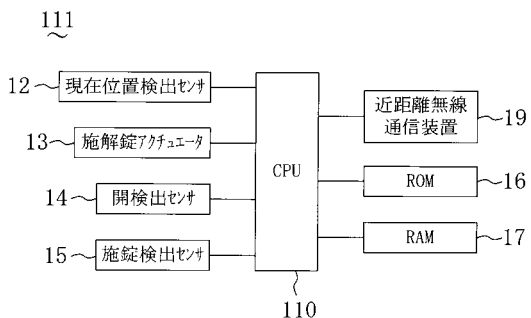 111
12
現在位置検出センサ
13
施解錠アクチュエータ
14
開検出センサ
15
施錠検出センサ
CPU
110
近距離無線
通信装置
19
ROM
16
RAM
17